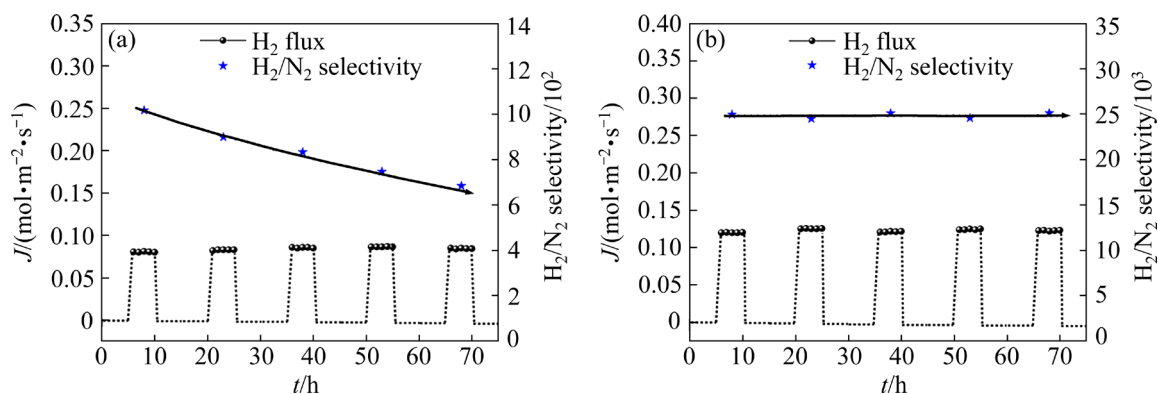 (a)
H₂ flux
H₂/N₂ selectivity
J/(mol•m⁻²•s⁻¹)
0.35
0.30
0.25
0.20
0.15
0.10
0.05
0
14
12
10
8
6
4
2
0
H₂/N₂ selectivity/10²
0 10 20 30 40 50 60 70
t/h
(b)
H₂ flux
H₂/N₂ selectivity
J/(mol•m⁻²•s⁻¹)
0.40
0.36
0.30
0.25
0.20
0.10
0.05
0.00
0
35
30
25
20
15
10
5
0
H₂/N₂ selectivity/10³
0 10 20 30 40 50 60 70
t/h